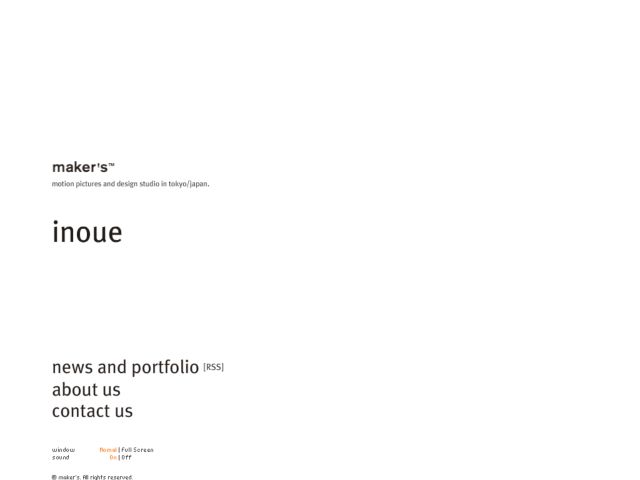 maker's™
motion pictures and design studio in tokyo/japan.
inoue
news and portfolio [RSS]
about us
contact us
window Normal|Full Screen
sound On|Off
© maker's. All rights reserved.